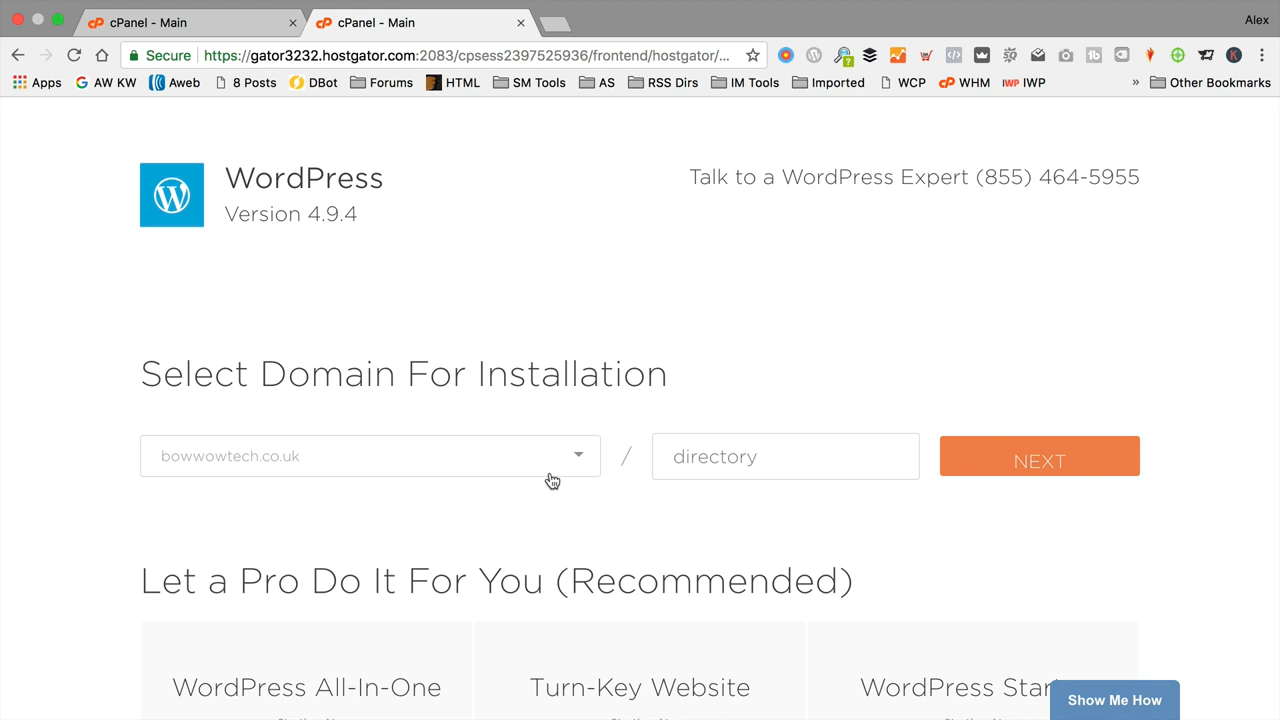 cPanel - Main
cPanel - Main
Alex
Secure https://gator3232.hostgator.com:2083/cpsess2397525936/frontend/hostgator/...
Apps AW KW Aweb 8 Posts DBot Forums HTML SM Tools AS RSS Dirs IM Tools Imported WCP WHM IWP IWP » Other Bookmarks
WordPress
Version 4.9.4
Talk to a WordPress Expert (855) 464-5955
Select Domain For Installation
bowwowtech.co.uk / directory NEXT
Let a Pro Do It For You (Recommended)
WordPress All-In-One
Turn-Key Website
WordPress Star
Show Me How